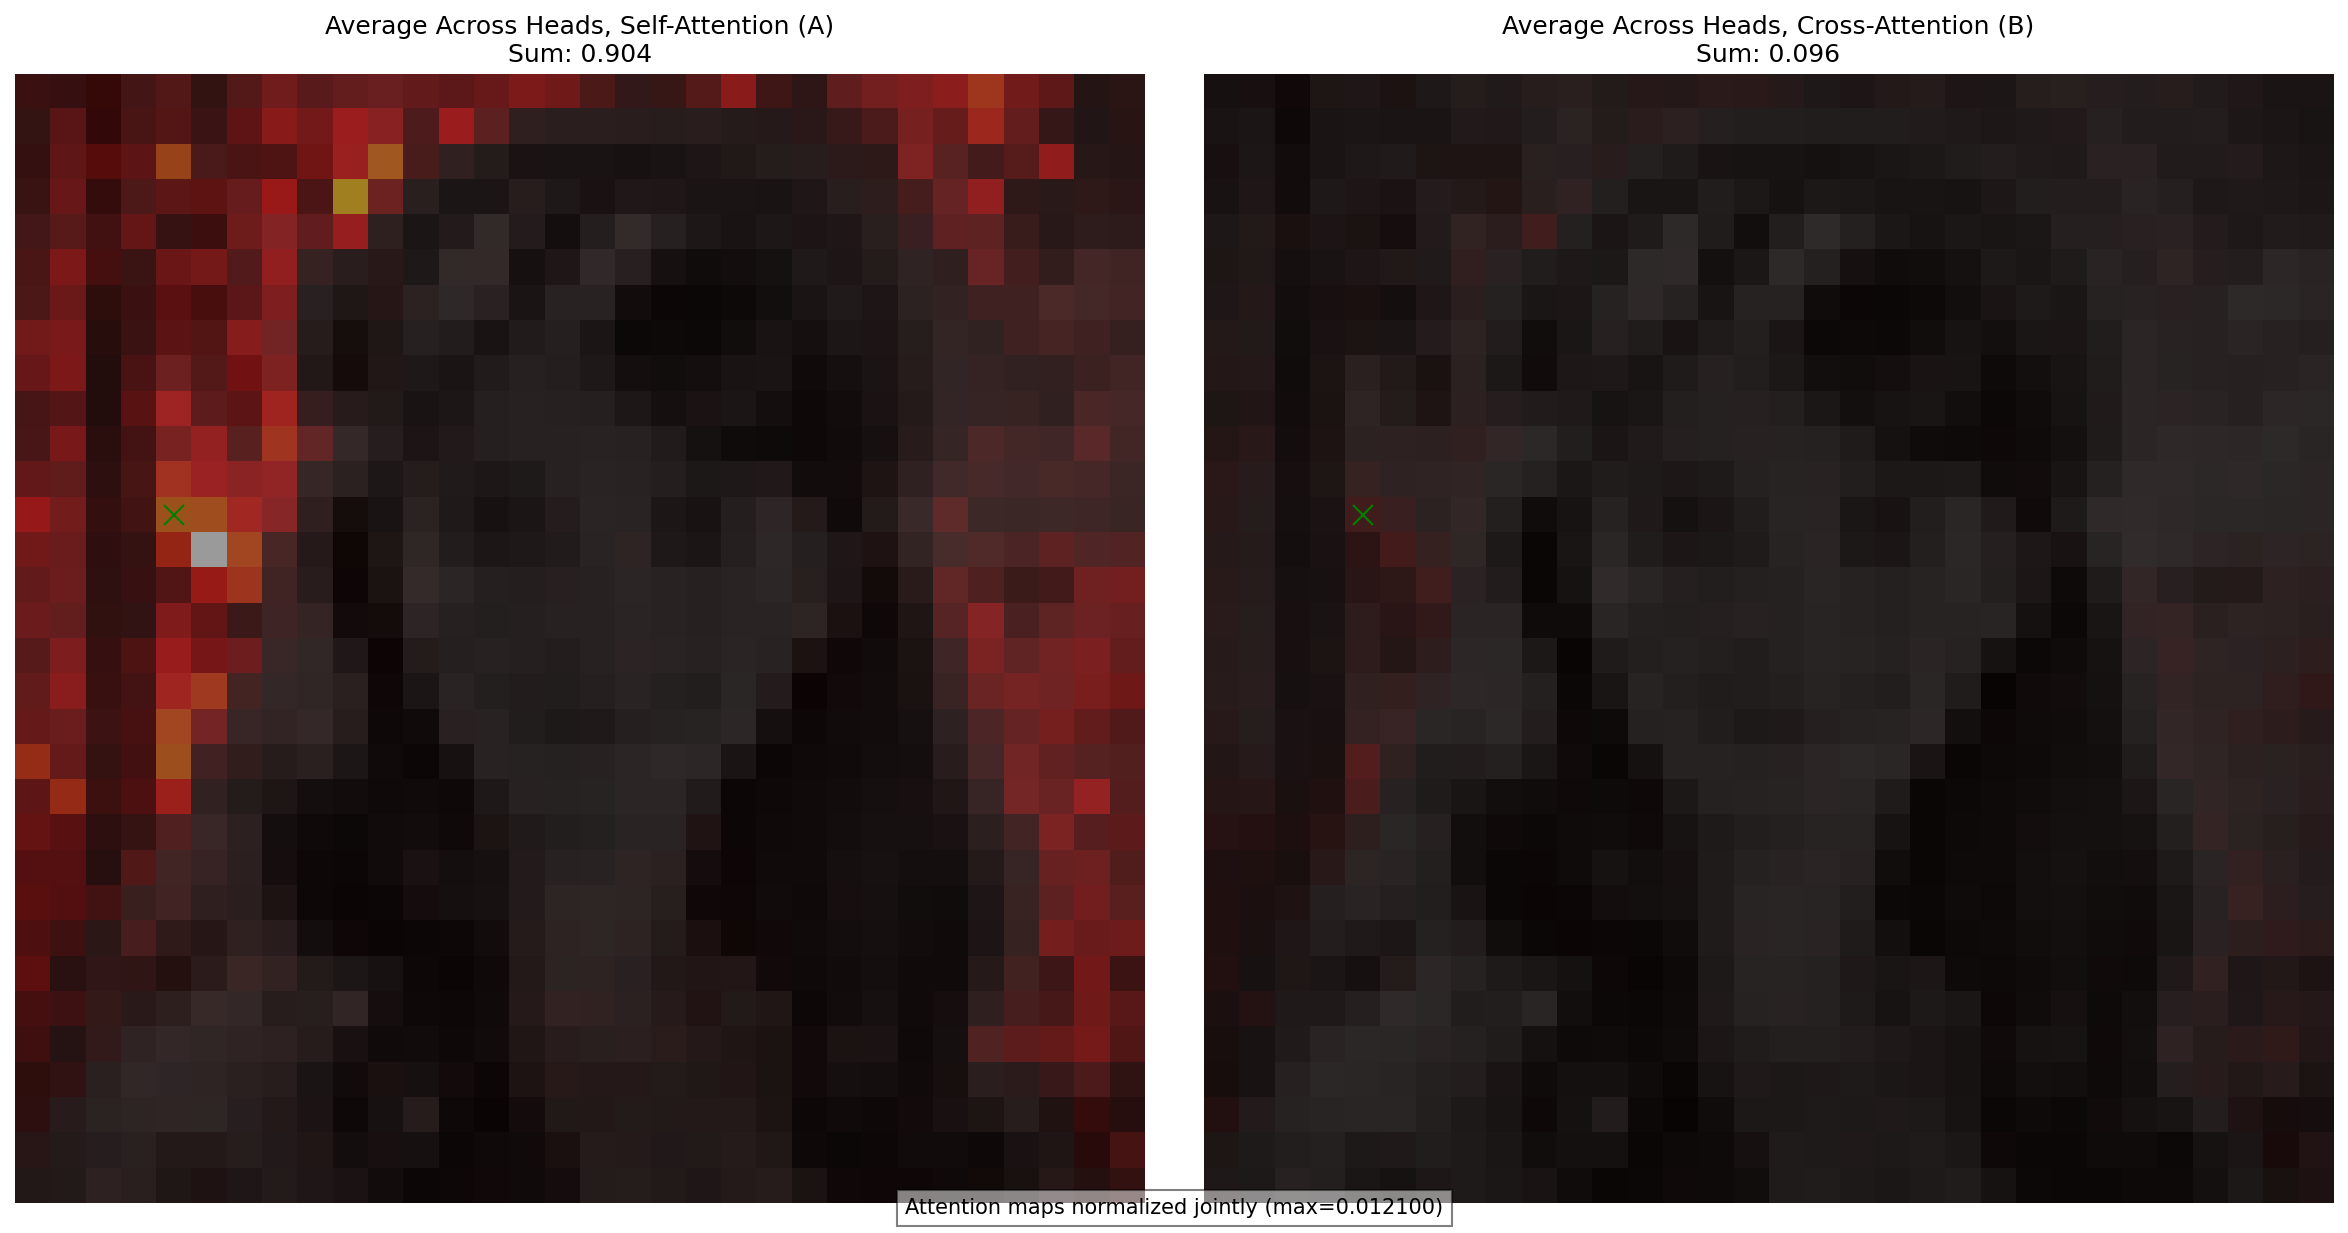 Average Across Heads, Self-Attention (A)
Sum: 0.904
Average Across Heads, Cross-Attention (B)
Sum: 0.096
Attention maps normalized jointly (max=0.012100)